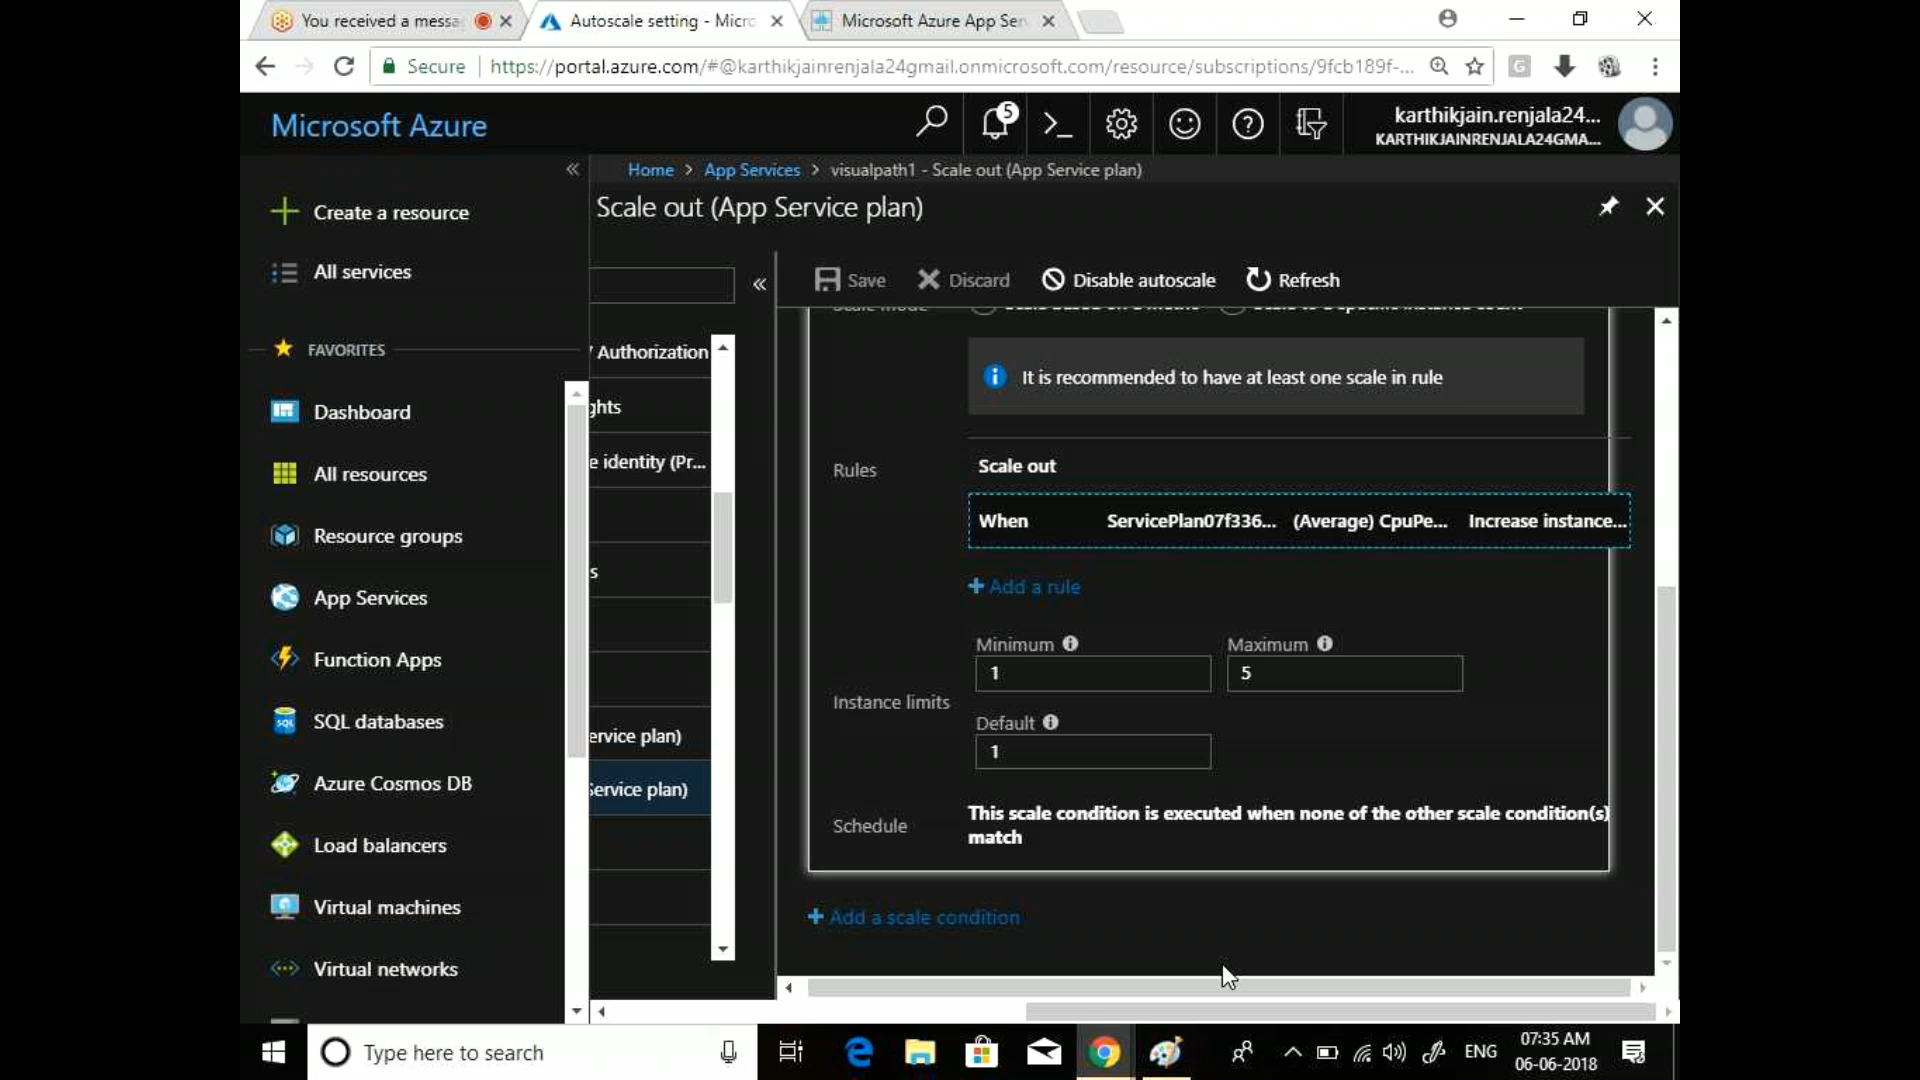 You received a messa
Autoscale setting - Micro
Microsoft Azure App Ser
Secure
https://portal.azure.com/#@karthikjainrenjala24gmail.onmicrosoft.com/resource/subscriptions/9fcb189f-...
Microsoft Azure
5
karthikjain.renjala24...
KARTHIKJAINRENJALA24GMA...
Home > App Services > visualpath1 - Scale out (App Service plan)
Scale out (App Service plan)
Create a resource
All services
FAVORITES
Dashboard
All resources
Resource groups
App Services
Function Apps
SQL databases
Azure Cosmos DB
Load balancers
Virtual machines
Virtual networks
Authorization
ghts
e identity (Pr...
s
ervice plan)
Service plan)
Save
Discard
Disable autoscale
Refresh
It is recommended to have at least one scale in rule
Rules
Scale out
When ServicePlan07f336... (Average) CpuPe... Increase instance...
+ Add a rule
Instance limits
Minimum
1
Maximum
5
Default
1
Schedule
This scale condition is executed when none of the other scale condition(s)
match
+ Add a scale condition
Type here to search
ENG
07:35 AM
06-06-2018